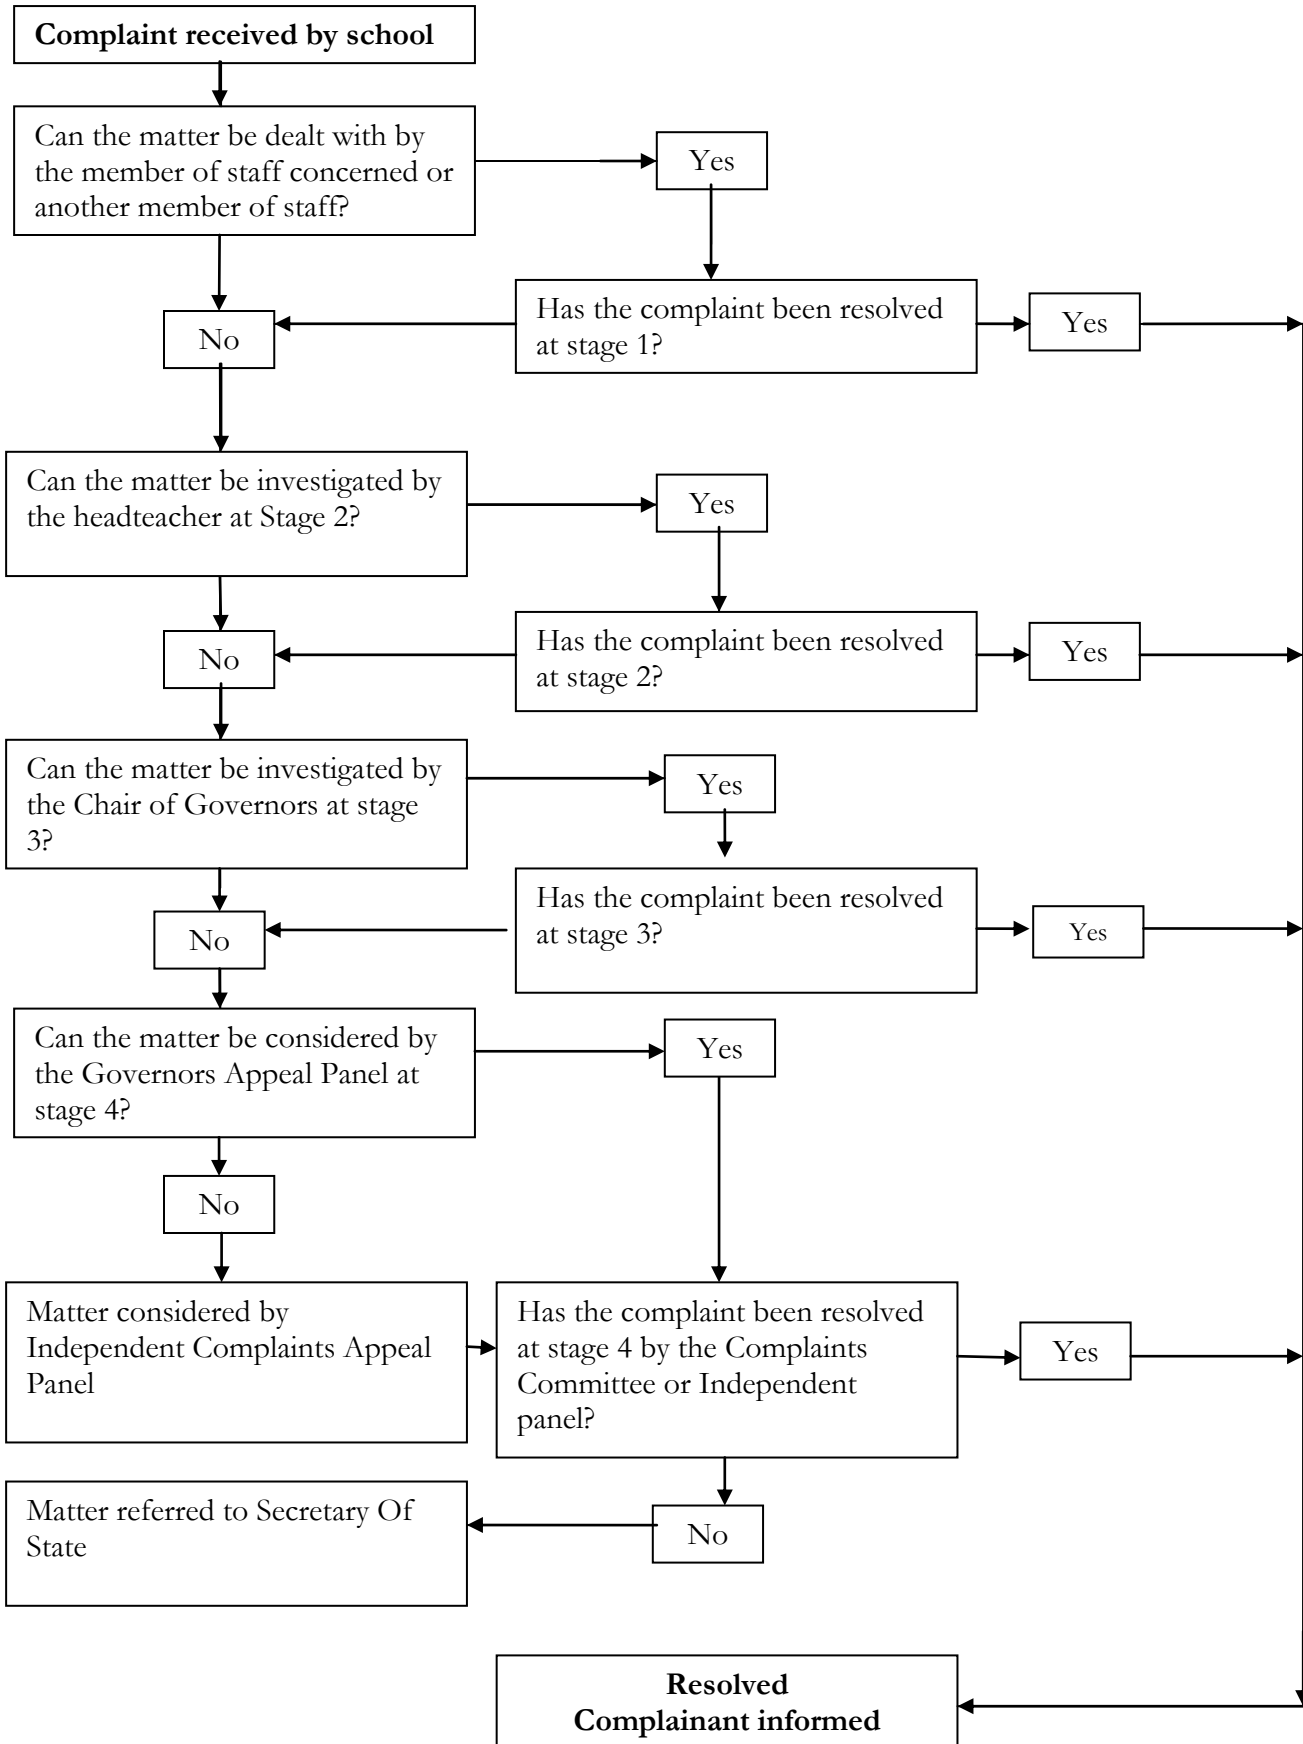 Complaint received by school
Can the matter be dealt with by
the member of staff concerned or
another member of staff?
Yes
Has the complaint been resolved
at stage 1?
Yes
No
Can the matter be investigated by
the headteacher at Stage 2?
Yes
Has the complaint been resolved
at stage 2?
Yes
No
Can the matter be investigated by
the Chair of Governors at stage
3?
Yes
Has the complaint been resolved
at stage 3?
Yes
No
Can the matter be considered by
the Governors Appeal Panel at
stage 4?
Yes
No
Matter considered by
Independent Complaints Appeal
Panel
Has the complaint been resolved
at stage 4 by the Complaints
Committee or Independent
panel?
Yes
No
Matter referred to Secretary Of
State
Resolved
Complainant informed